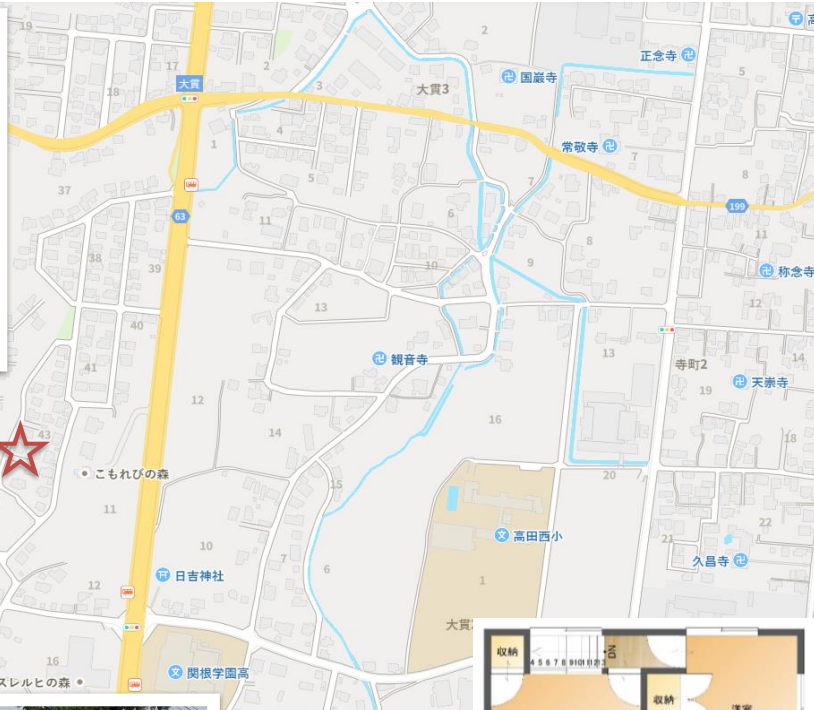 19
2
〒 高
17
2
大貫
3
大貫3
国巌寺
正念寺
5
18
4
1
常敬寺
7
5
7
8
37
63
6
199
11
11
8
38
39
10
9
称念寺
13
12
40
観音寺
13
寺町2
14
41
19
天崇寺
12
16
43
14
18
こもれびの森
15
20
11
22
高田西小
21
10
7
6
久昌寺
日吉神社
12
1
大貫
16
関根学園高
スレルヒの森
収納
4 5 6 7 8 9 10 11 12 13
DN
収納
洋室